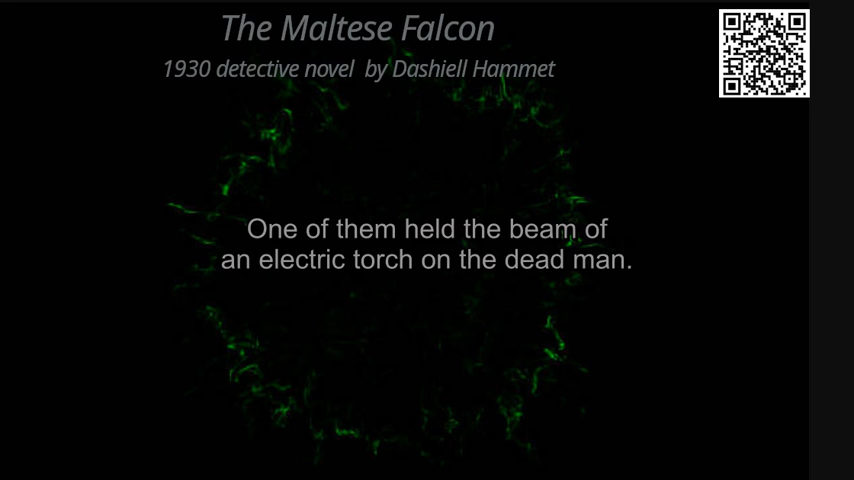 The Maltese Falcon
1930 detective novel by Dashiell Hammet
One of them held the beam of
an electric torch on the dead man.